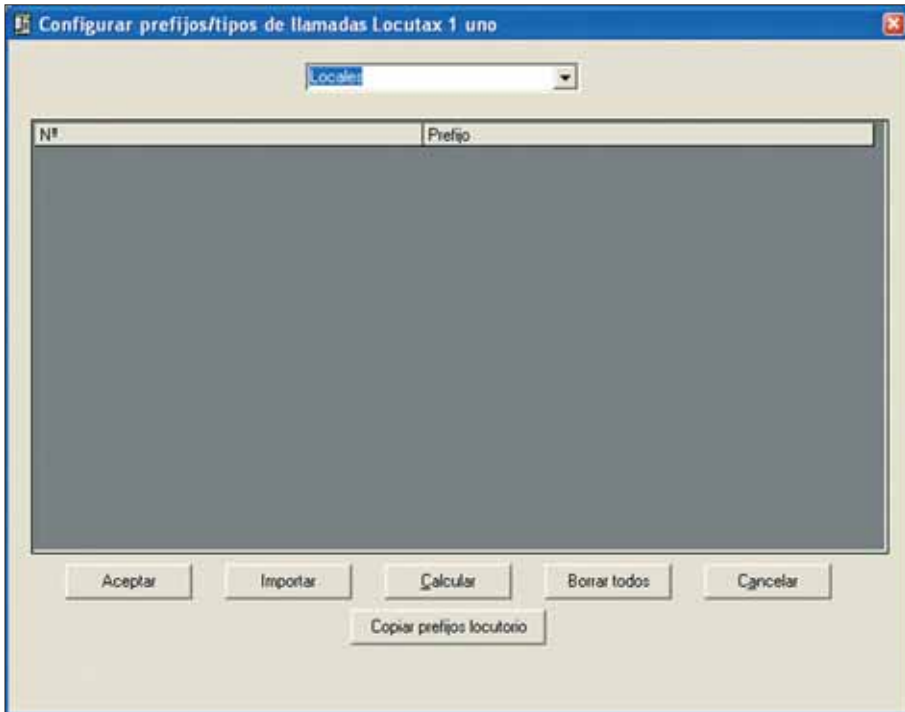 Configurar prefijos/tipos de llamadas Locutax 1 uno
Locales
Nº Prefijo
Aceptar Importar Calcular Borrar todos Cancelar
Copiar prefijos locutorio